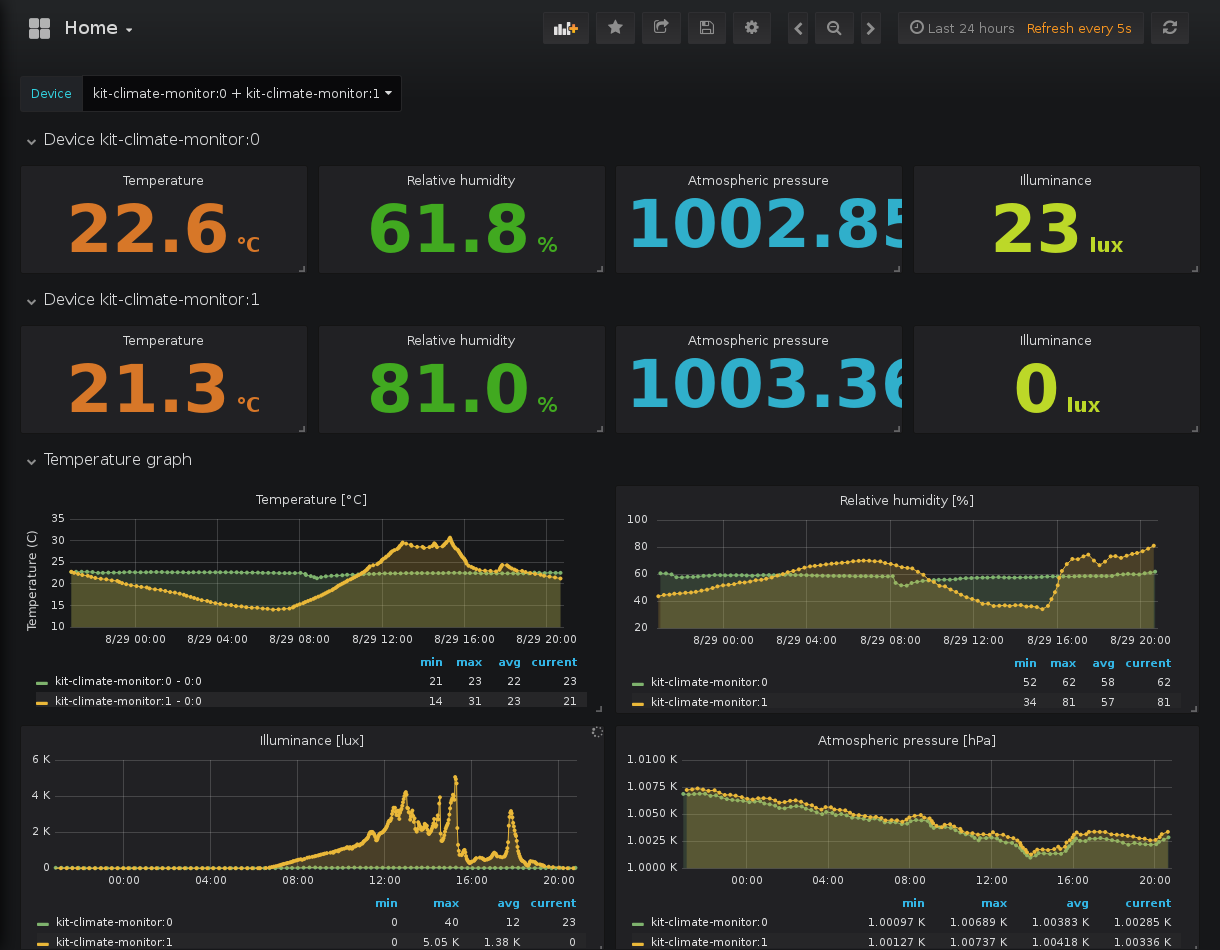 Home
Last 24 hours Refresh every 5s
Device kit-climate-monitor:0 + kit-climate-monitor:1
Device kit-climate-monitor:0
Temperature Relative humidity Atmospheric pressure Illuminance
22.6 °C 61.8 % 1002.85 23 lux
Device kit-climate-monitor:1
Temperature Relative humidity Atmospheric pressure Illuminance
21.3 °C 81.0 % 1003.36 0 lux
Temperature graph
Temperature [°C]
Temperature (C)
35
30
25
20
15
10
8/29 00:00 8/29 04:00 8/29 08:00 8/29 12:00 8/29 16:00 8/29 20:00
min max avg current
kit-climate-monitor:0 - 0:0 21 23 22 23
kit-climate-monitor:1 - 0:0 14 31 23 21
Relative humidity [%]
100
80
60
40
20
8/29 00:00 8/29 04:00 8/29 08:00 8/29 12:00 8/29 16:00 8/29 20:00
min max avg current
kit-climate-monitor:0 52 62 58 62
kit-climate-monitor:1 34 81 57 81
Illuminance [lux]
6 K
4 K
2 K
0
00:00 04:00 08:00 12:00 16:00 20:00
min max avg current
kit-climate-monitor:0 0 40 12 23
kit-climate-monitor:1 0 5.05 K 1.38 K 0
Atmospheric pressure [hPa]
1.0100 K
1.0075 K
1.0050 K
1.0025 K
1.0000 K
00:00 04:00 08:00 12:00 16:00 20:00
min max avg current
kit-climate-monitor:0 1.00097 K 1.00689 K 1.00383 K 1.00285 K
kit-climate-monitor:1 1.00127 K 1.00737 K 1.00418 K 1.00336 K